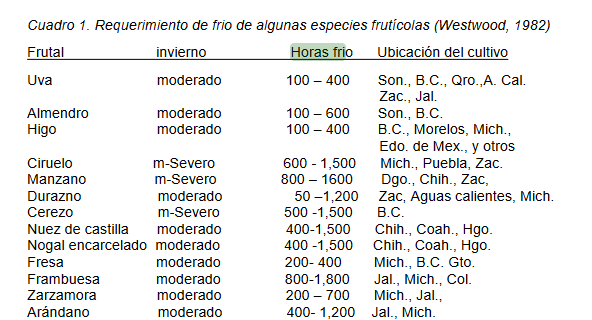 Cuadro 1. Requerimiento de frio de algunas especies frutícolas (Westwood, 1982)
Frutal invierno Horas frio Ubicación del cultivo
Uva moderado 100 – 400 Son., B.C., Qro.,A. Cal.
Zac., Jal.
Almendro moderado 100 – 600 Son., B.C.
Higo moderado 100 – 400 B.C., Morelos, Mich.,
Edo. de Mex., y otros
Ciruelo m-Severo 600 - 1,500 Mich., Puebla, Zac.
Manzano m-Severo 800 – 1600 Dgo., Chih., Zac,
Durazno moderado 50 –1,200 Zac, Aguas calientes, Mich.
Cerezo m-Severo 500 -1,500 B.C.
Nuez de castilla moderado 400-1,500 Chih., Coah., Hgo.
Nogal encarcelado moderado 400 -1,500 Chih., Coah., Hgo.
Fresa moderado 200- 400 Mich., B.C. Gto.
Frambuesa moderado 800-1,800 Jal., Mich., Col.
Zarzamora moderado 200 – 700 Mich., Jal.,
Arándano moderado 400- 1,200 Jal., Mich.